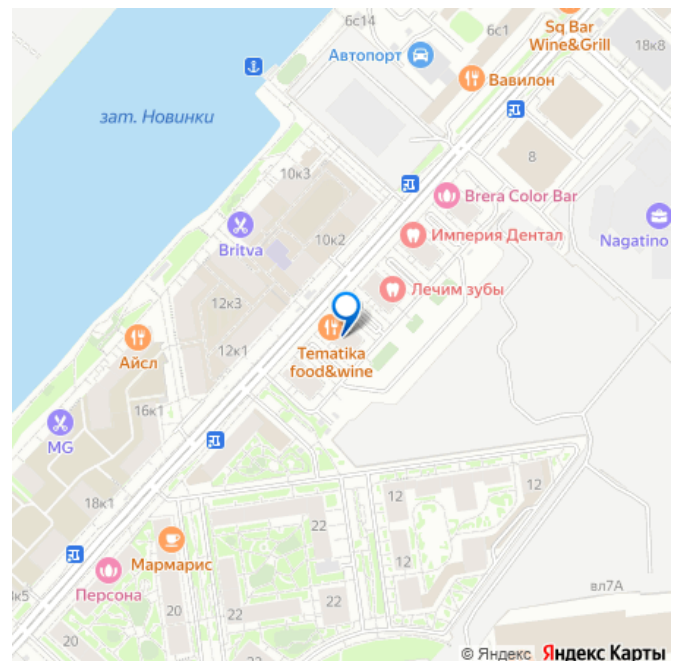 6с14
6с1
Sq Bar
Wine&Grill
18к8
Автопорт
Вавилон
зат. Новинки
8
10к3
Brera Color Bar
Britva
10к2
Империя Дентал
Nagatino
Лечим зубы
12к3
Tematika
food&wine
12к1
Айсл
16к1
MG
18к1
12
12
22
12
Мармарис
вл7А
Персона
20
22
22
20
22
© Яндекс Яндекс Карты